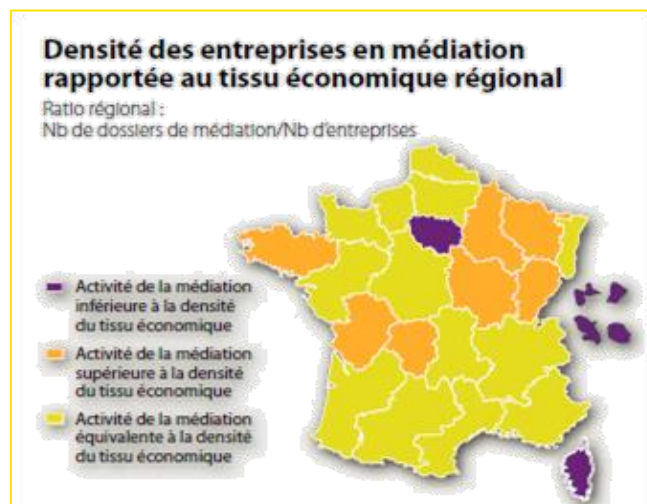 Densité des entreprises en médiation
rapportée au tissu économique régional
Ratio régional :
Nb de dossiers de médiation/Nb d'entreprises
Activité de la médiation
inférieure à la densité
du tissu économique
Activité de la médiation
supérieure à la densité
du tissu économique
Activité de la médiation
équivalente à la densité
du tissu économique